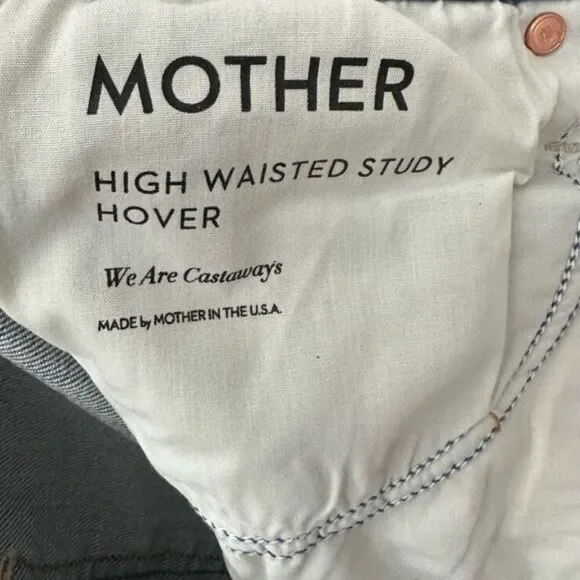 MOTHER
HIGH WAISTED STUDY
HOVER
We Are Castaways
MADE by MOTHER IN THE U.S.A.